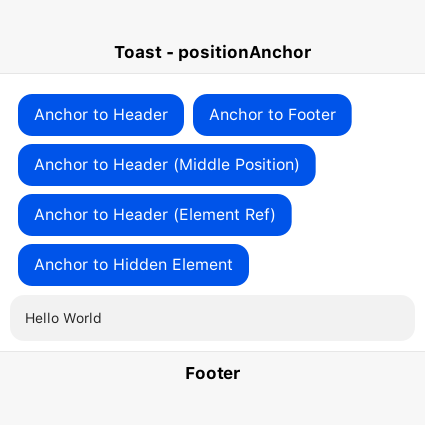 Toast - positionAnchor
Anchor to Header
Anchor to Footer
Anchor to Header (Middle Position)
Anchor to Header (Element Ref)
Anchor to Hidden Element
Hello World
Footer